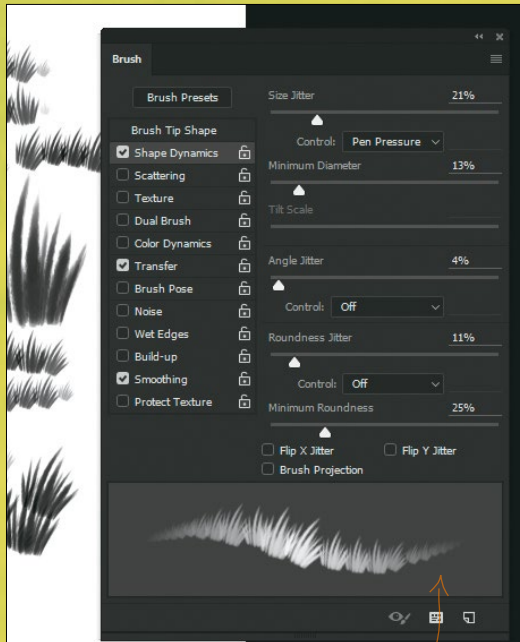 Brush
Brush Presets
Brush Tip Shape
Shape Dynamics
Scattering
Texture
Dual Brush
Color Dynamics
Transfer
Brush Pose
Noise
Wet Edges
Build-up
Smoothing
Protect Texture
Size Jitter 21%
Control: Pen Pressure
Minimum Diameter 13%
Tilt Scale
Angle Jitter 4%
Control: Off
Roundness Jitter 11%
Control: Off
Minimum Roundness 25%
Flip X Jitter Flip Y Jitter
Brush Projection